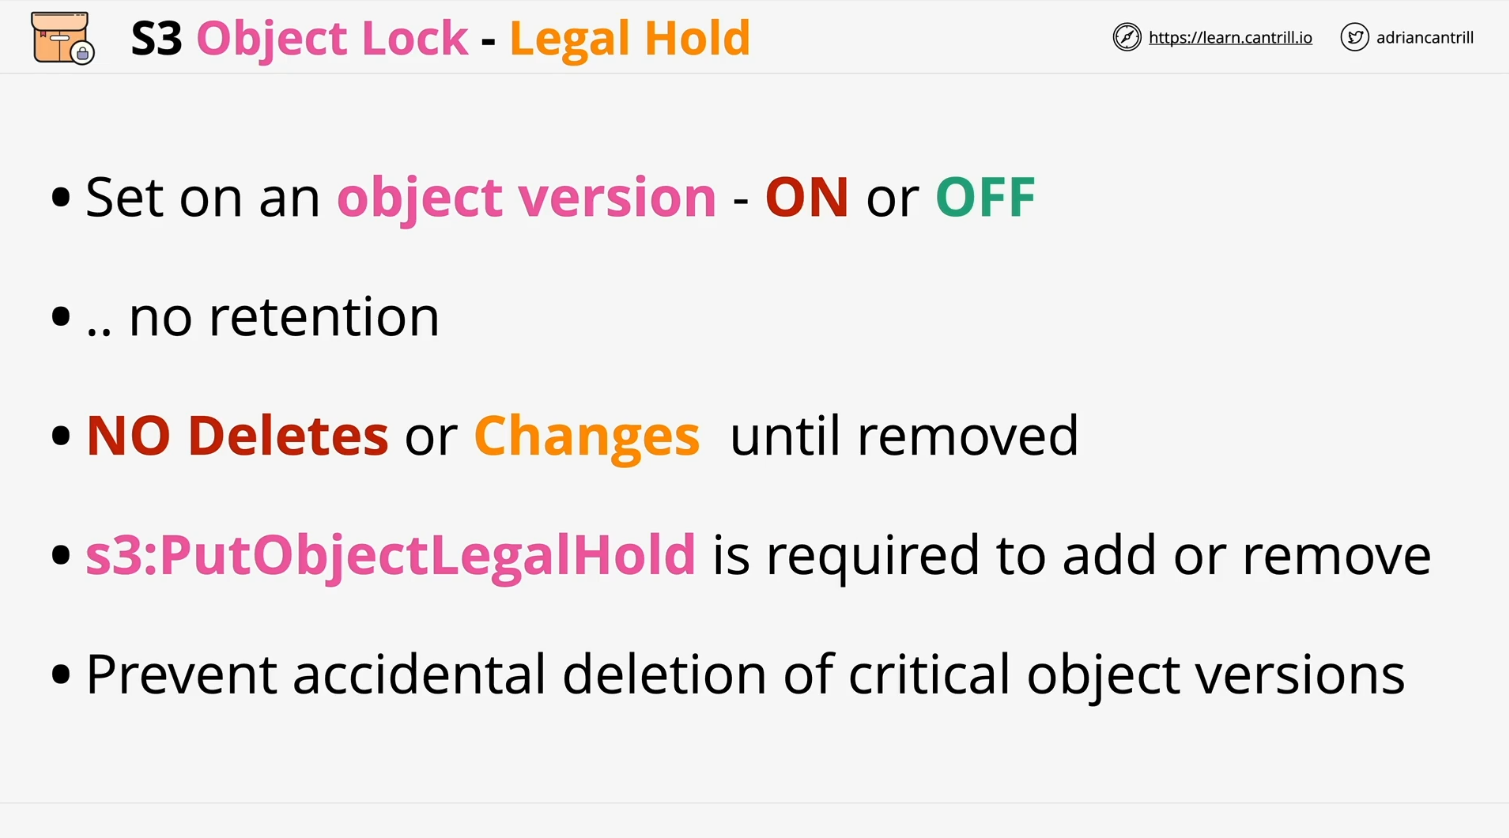 S3 Object Lock - Legal Hold
https://learn.cantrill.io
adriancantrill
• Set on an object version - ON or OFF
• .. no retention
• NO Deletes or Changes until removed
• s3:PutObjectLegalHold is required to add or remove
• Prevent accidental deletion of critical object versions